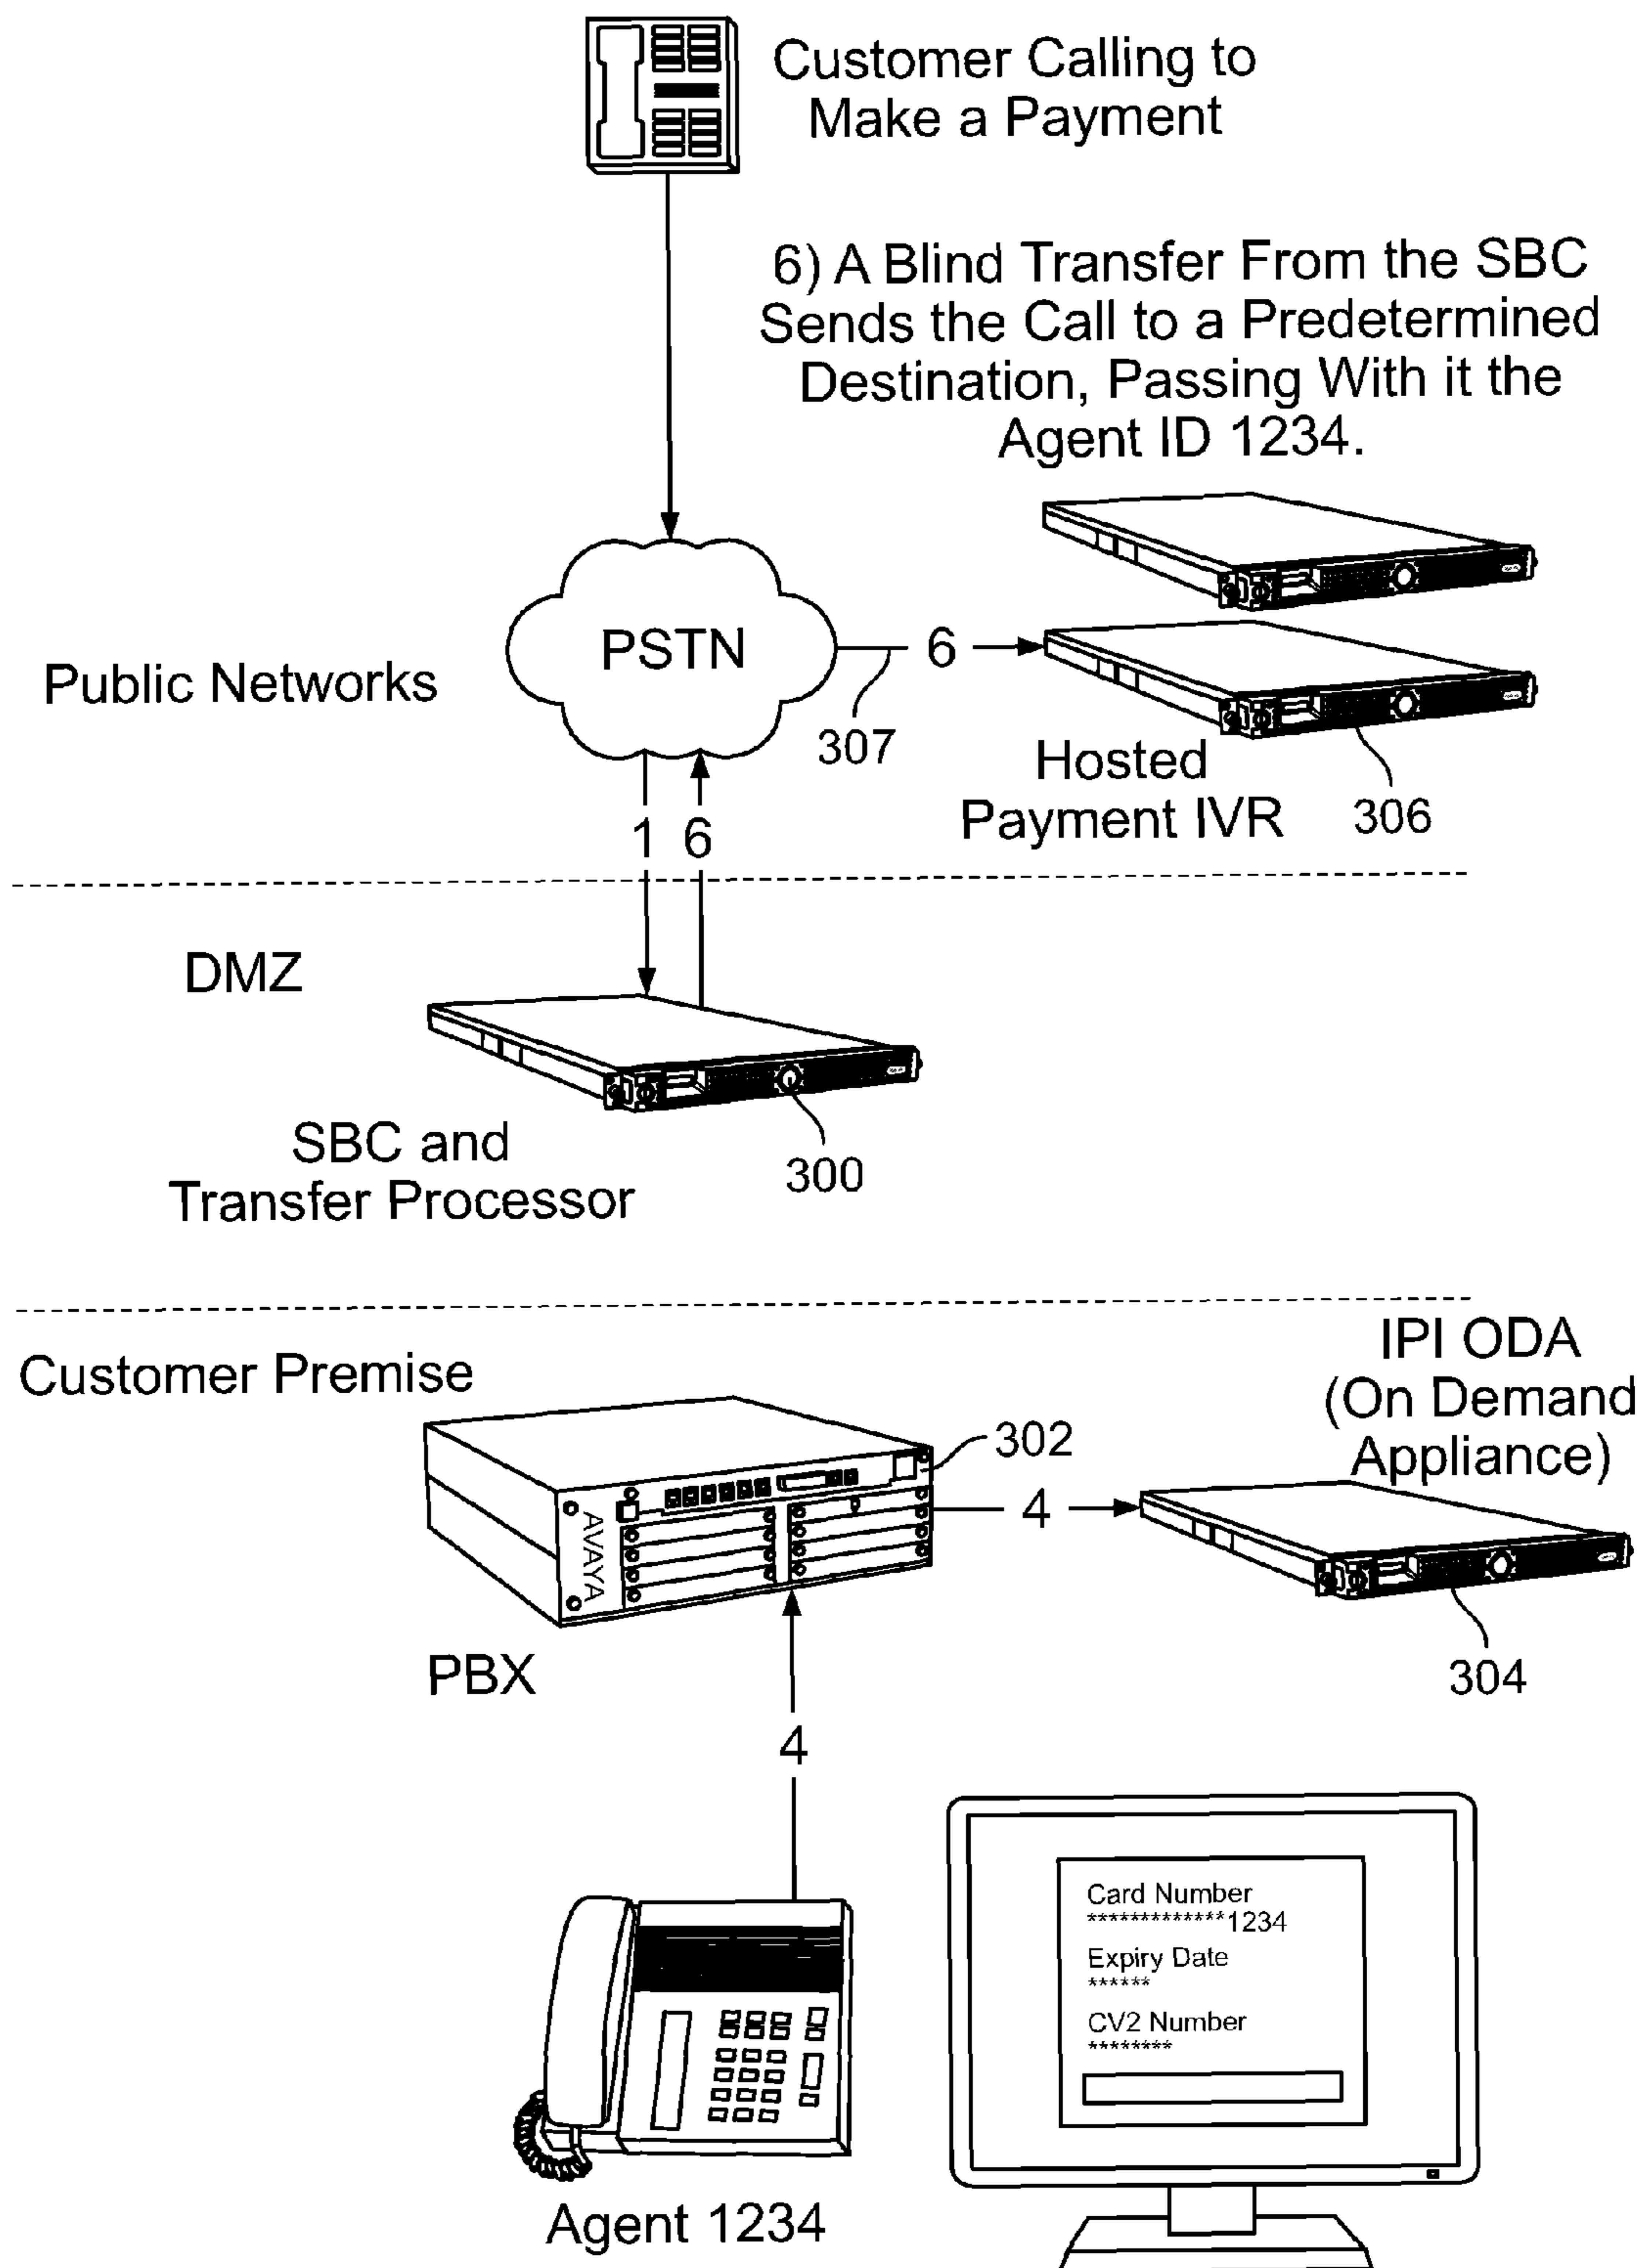 Customer Calling to
Make a Payment
6) A Blind Transfer From the SBC
Sends the Call to a Predetermined
Destination, Passing With it the
Agent ID 1234.
PSTN
6
307
Public Networks
Hosted
Payment IVR
306
1 6
DMZ
SBC and
Transfer Processor
300
Customer Premise
IPI ODA
(On Demand
Appliance)
302
AVAYA
4
PBX
304
4
Card Number
*************1234
Expiry Date
******
CV2 Number
********
Agent 1234